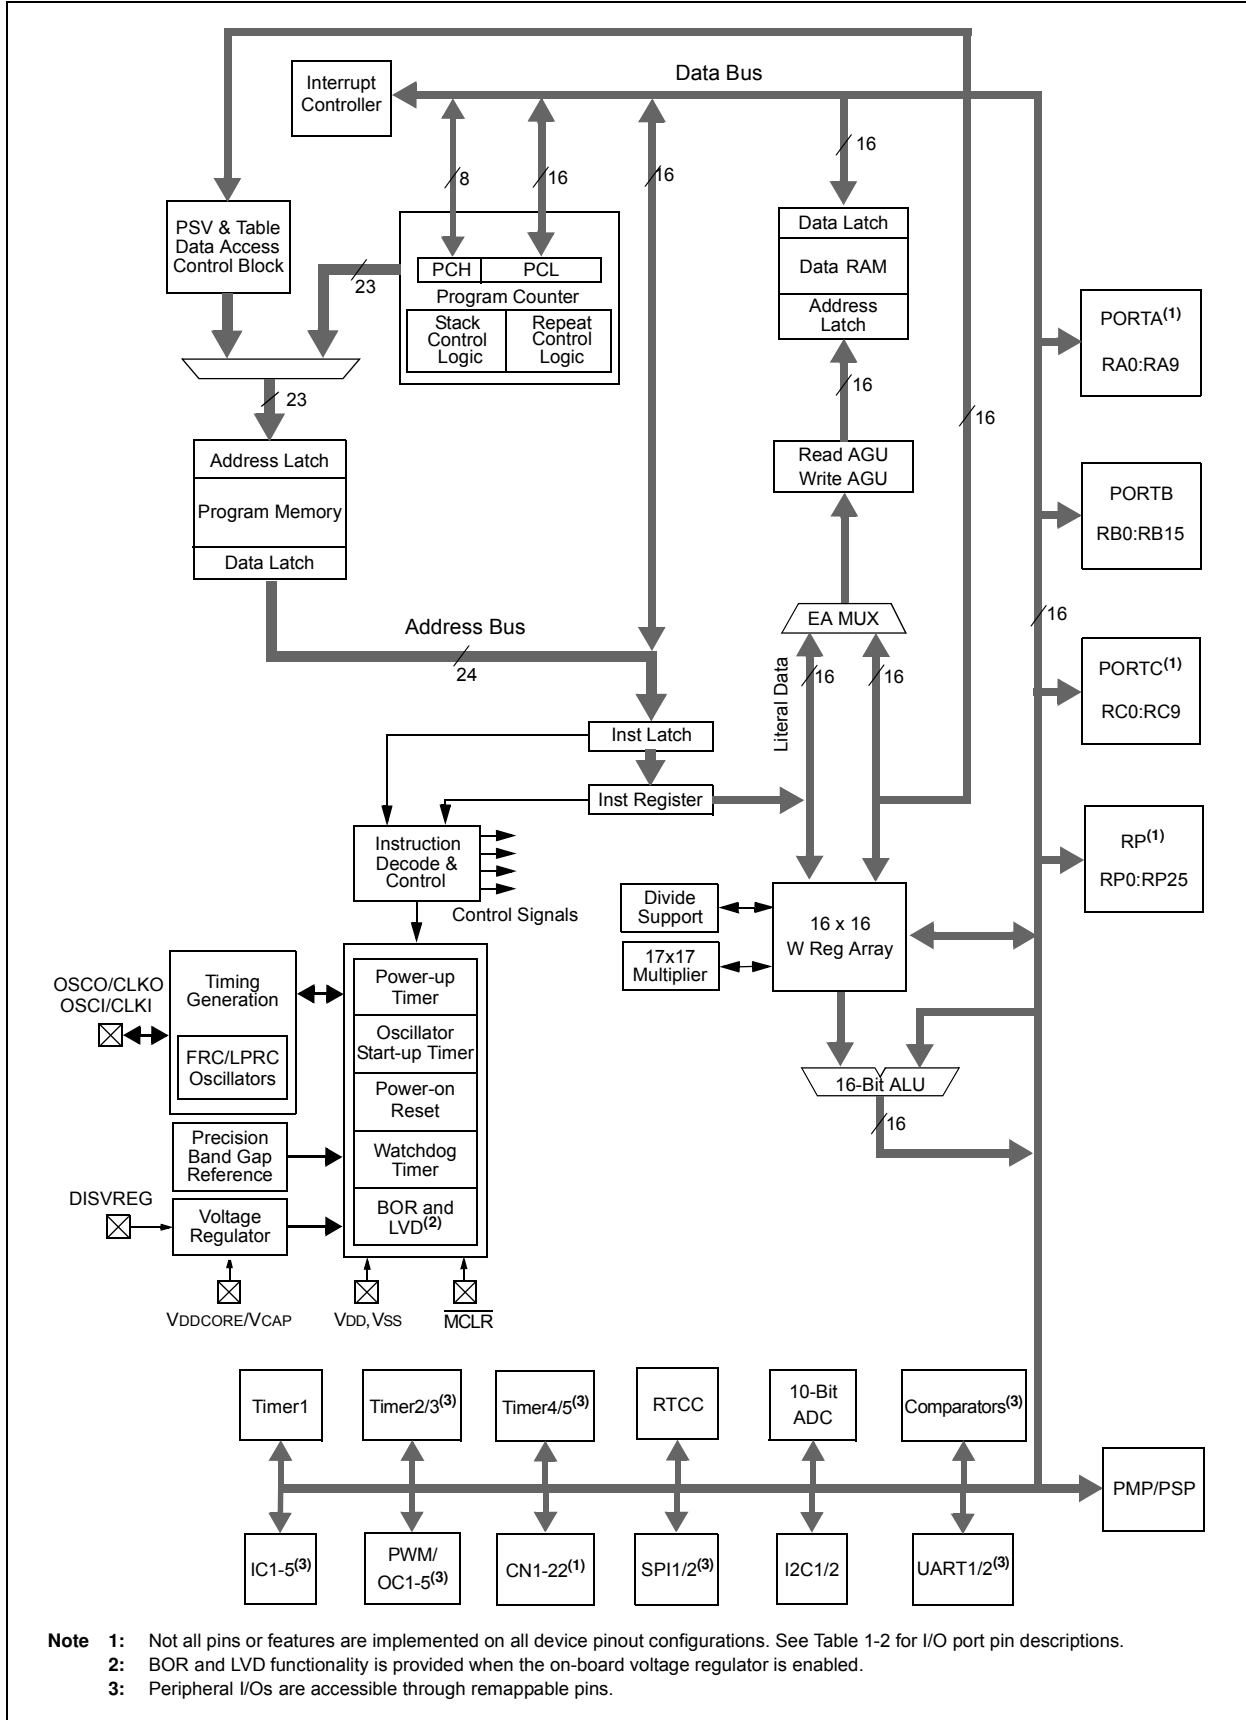 Data Bus
Interrupt
Controller
8
16
16
16
PSV & Table
Data Access
Control Block
23
PCH
PCL
Program Counter
Stack
Control
Logic
Repeat
Control
Logic
Data Latch
Data RAM
Address
Latch
PORTA(1)
RA0:RA9
23
16
16
Address Latch
Program Memory
Data Latch
Read AGU
Write AGU
PORTB
RB0:RB15
Address Bus
24
EA MUX
16
Literal Data
16
16
PORTC(1)
RC0:RC9
Inst Latch
Inst Register
Instruction
Decode &
Control
Control Signals
RP(1)
RP0:RP25
Divide
Support
17x17
Multiplier
16 x 16
W Reg Array
OSCO/CLKO
OSCI/CLKI
Timing
Generation
FRC/LPRC
Oscillators
Power-up
Timer
Oscillator
Start-up Timer
Power-on
Reset
Watchdog
Timer
BOR and
LVD(2)
16-Bit ALU
16
Precision
Band Gap
Reference
DISVREG
Voltage
Regulator
VDDCORE/VCAP
VDD, VSS
MCLR
Timer1
Timer2/3(3)
Timer4/5(3)
RTCC
10-Bit
ADC
Comparators(3)
PMP/PSP
IC1-5(3)
PWM/
OC1-5(3)
CN1-22(1)
SPI1/2(3)
I2C1/2
UART1/2(3)
Note 1: Not all pins or features are implemented on all device pinout configurations. See Table 1-2 for I/O port pin descriptions.
2: BOR and LVD functionality is provided when the on-board voltage regulator is enabled.
3: Peripheral I/Os are accessible through remappable pins.